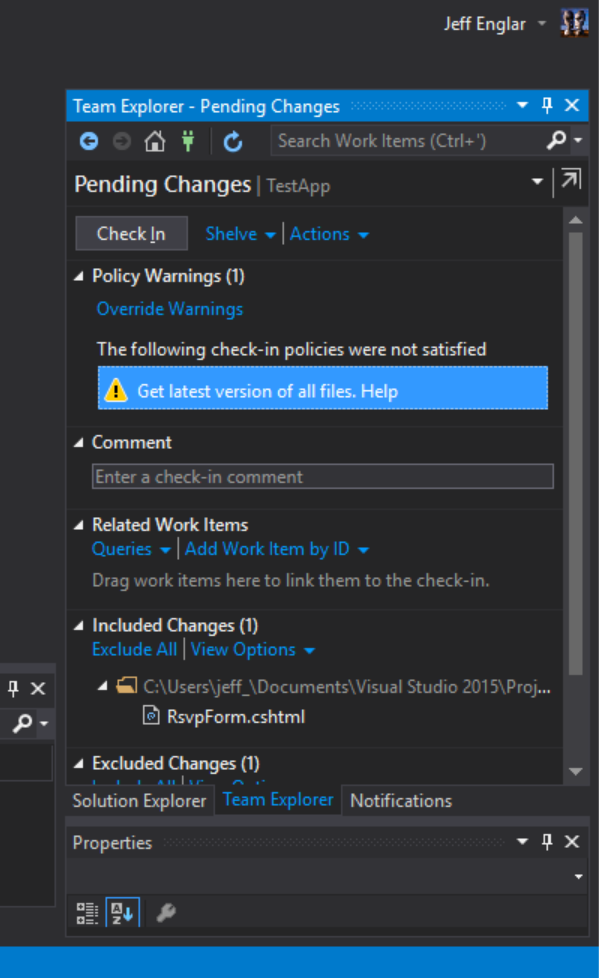 Jeff Englar
Team Explorer - Pending Changes
Search Work Items (Ctrl+')
Pending Changes | TestApp
Check In Shelve Actions
Policy Warnings (1)
Override Warnings
The following check-in policies were not satisfied
Get latest version of all files. Help
Comment
Enter a check-in comment
Related Work Items
Queries Add Work Item by ID
Drag work items here to link them to the check-in.
Included Changes (1)
Exclude All View Options
C:\Users\jeff_\Documents\Visual Studio 2015\Proj...
RsvpForm.cshtml
Excluded Changes (1)
Solution Explorer Team Explorer Notifications
Properties